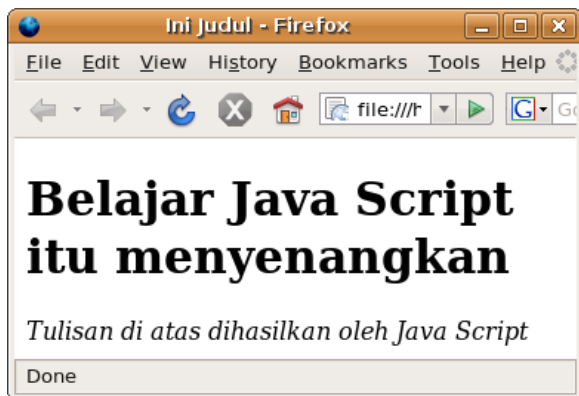 Ini Judul - Firefox
File Edit View History Bookmarks Tools Help
file:///h G
Belajar Java Script
itu menyenangkan
Tulisan di atas dihasilkan oleh Java Script
Done